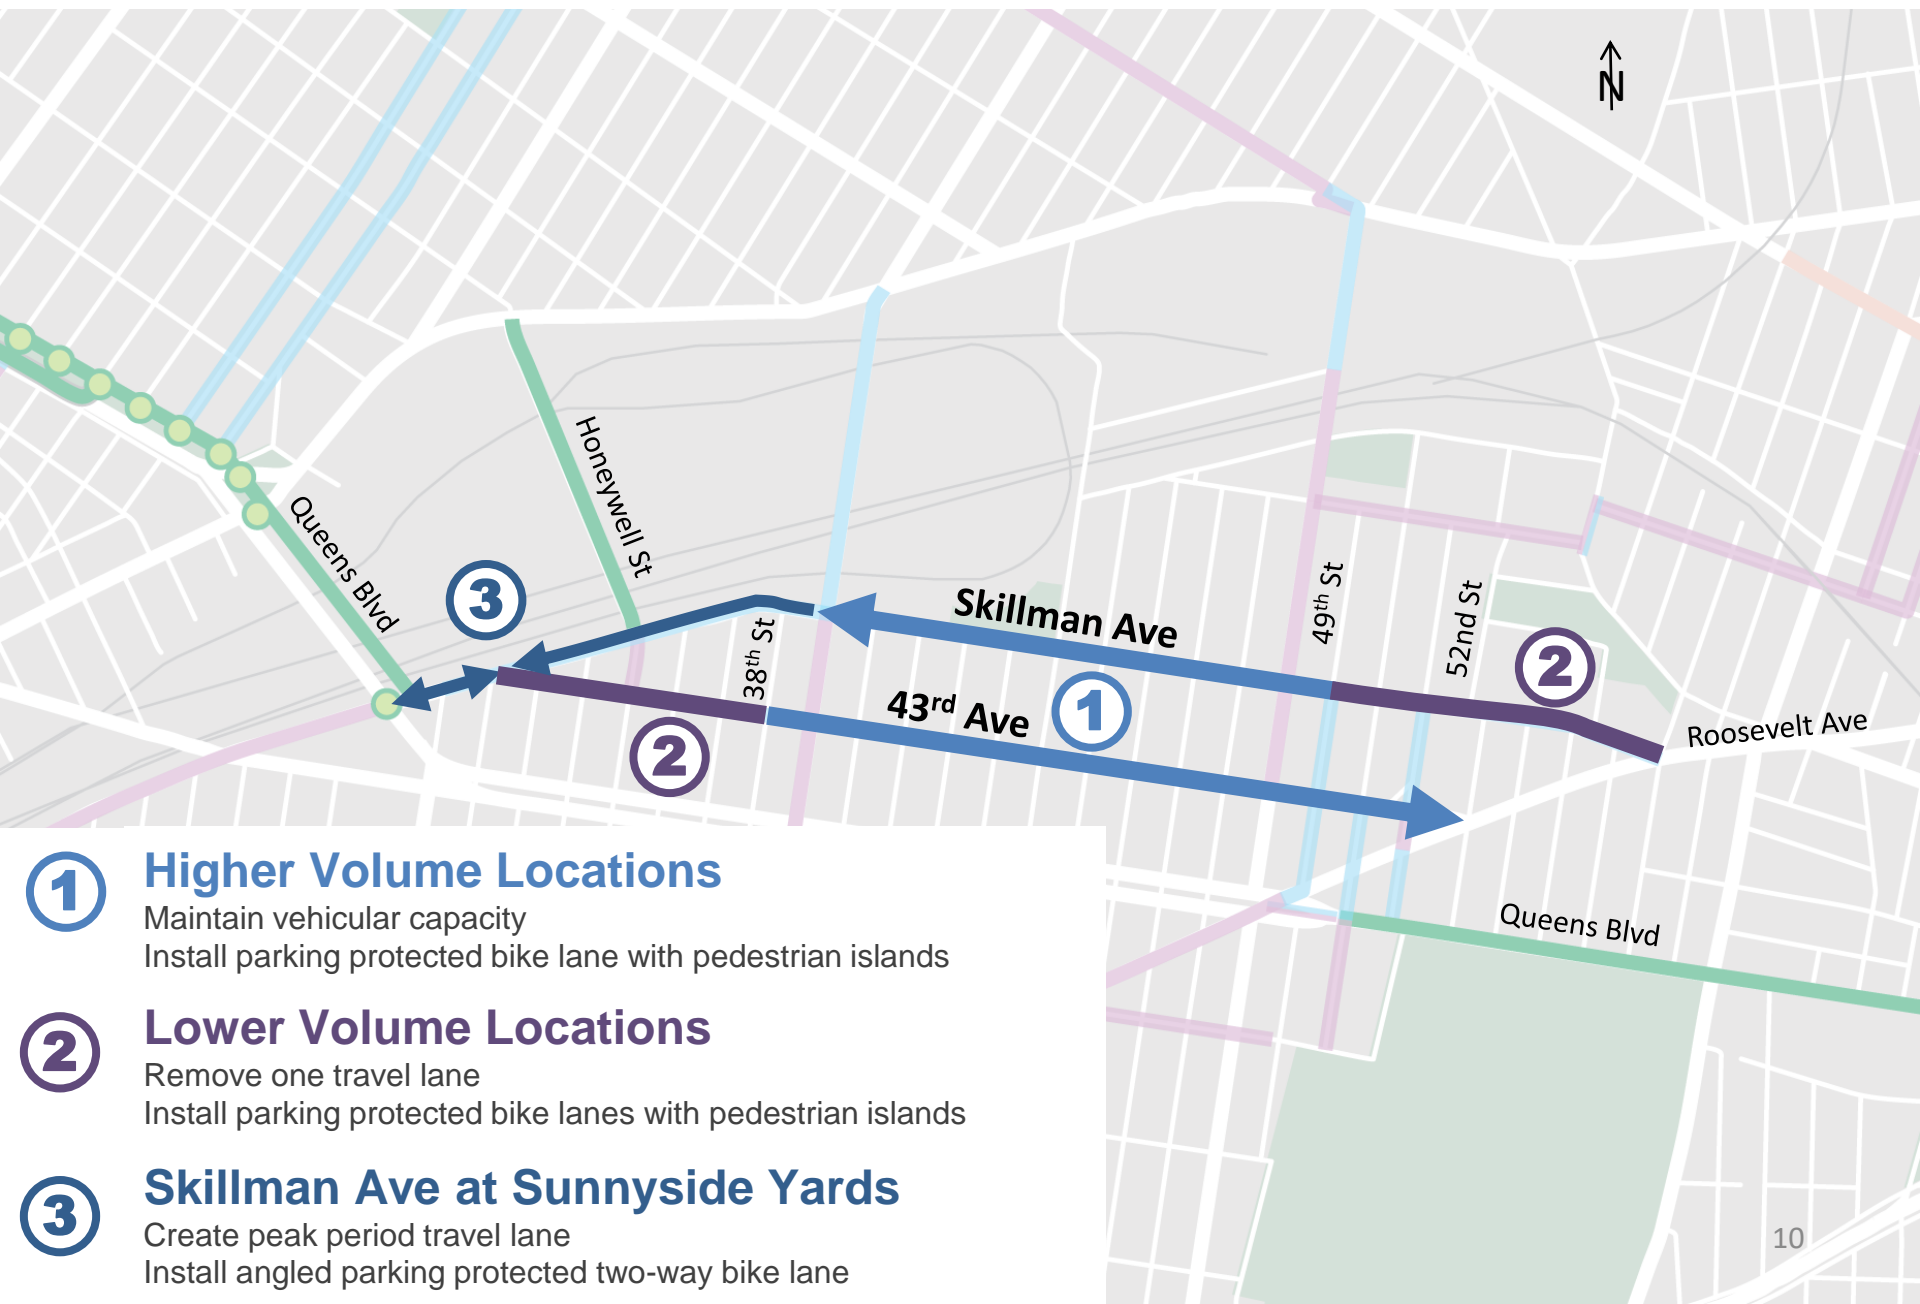 N
Honeywell St
Queens Blvd
3
Skillman Ave
49th St
52nd St
38th St
2
43rd Ave
1
Roosevelt Ave
2
Queens Blvd
1
Higher Volume Locations
Maintain vehicular capacity
Install parking protected bike lane with pedestrian islands
2
Lower Volume Locations
Remove one travel lane
Install parking protected bike lanes with pedestrian islands
3
Skillman Ave at Sunnyside Yards
Create peak period travel lane
Install angled parking protected two-way bike lane
10